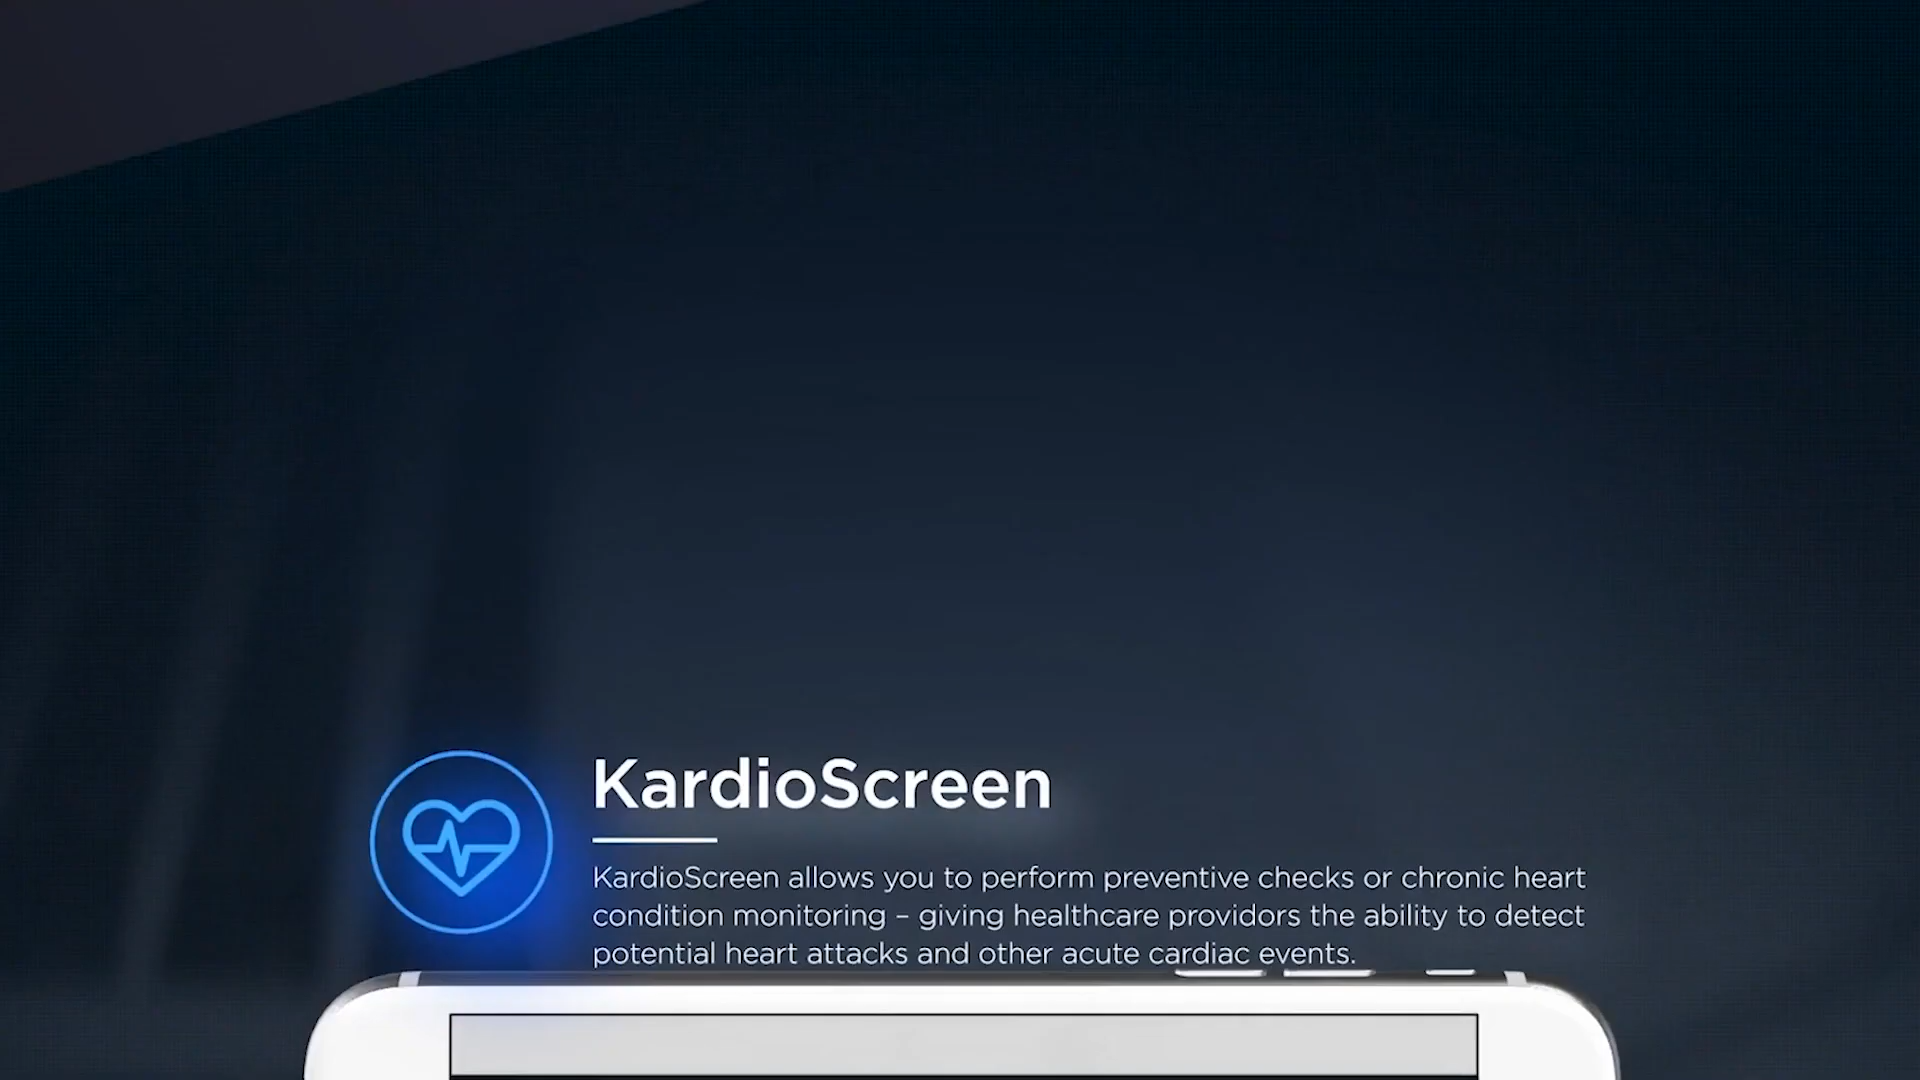 KardioScreen
KardioScreen allows you to perform preventive checks or chronic heart
condition monitoring – giving healthcare providors the ability to detect
potential heart attacks and other acute cardiac events.